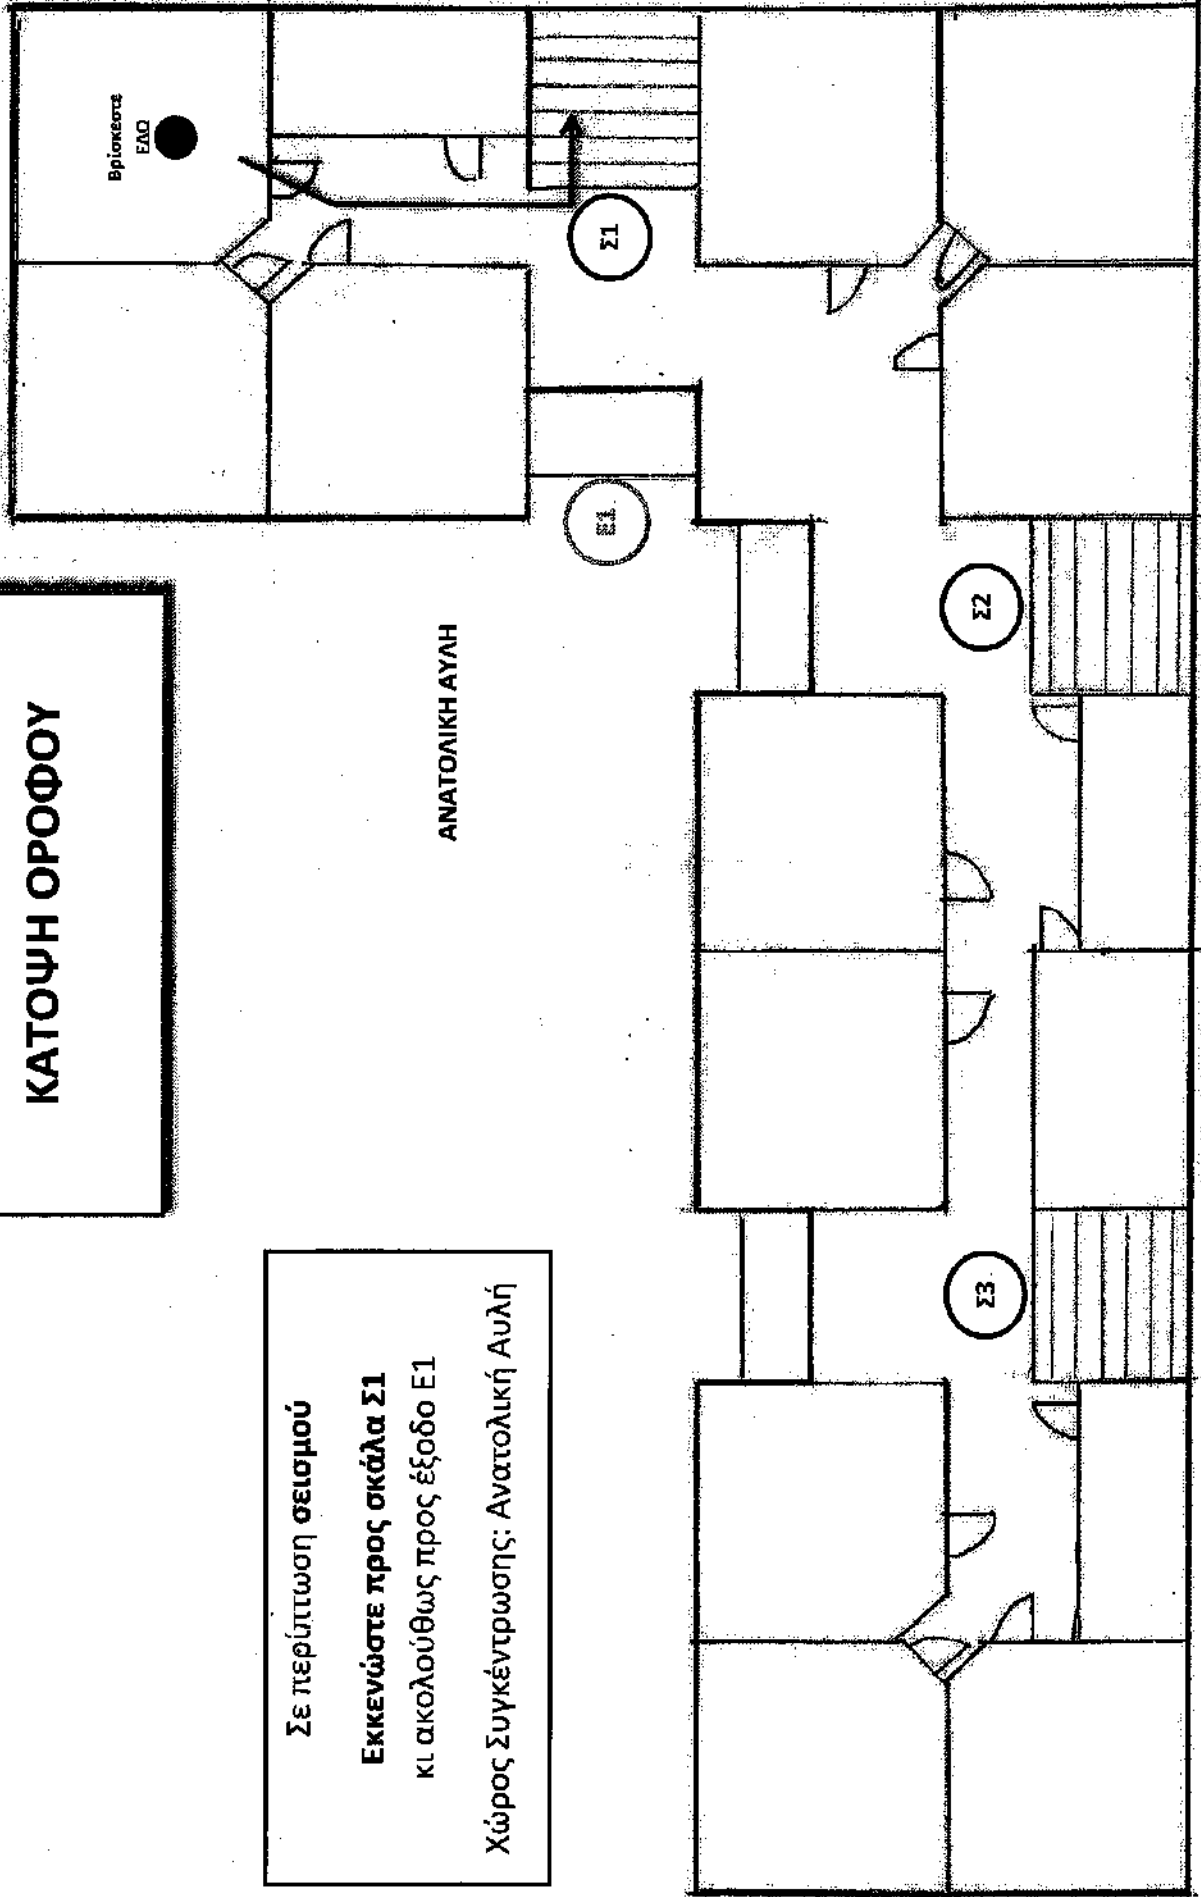 ΚΑΤΟΨΗ ΟΡΟΦΟΥ
Βρίσκεστε
ΕΔΩ
Σ1
Ε1
ΑΝΑΤΟΛΙΚΗ ΑΥΛΗ
Σ2
Σ3
Σε περίπτωση σεισμού
Εκκενώστε προς σκάλα Σ1
κι ακολούθως προς έξοδο Ε1
Χώρος Συγκέντρωσης: Ανατολική Αυλή